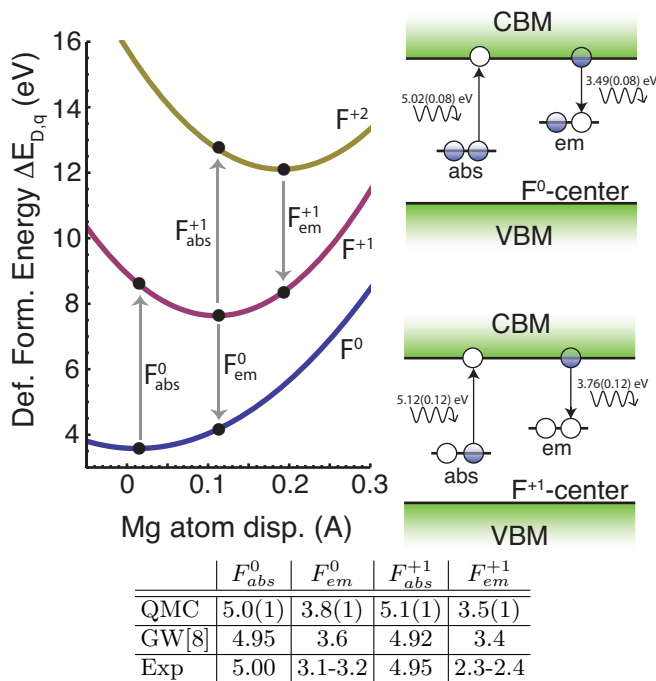 Def. Form. Energy ΔE_{D,q} (eV)
16
14
12
10
8
6
4
0
0.1
0.2
0.3
Mg atom disp. (A)
F^{+2}
F^{+1}
F^0
F^{+1}_{abs}
F^{+1}_{em}
F^0_{abs}
F^0_{em}
CBM
5.02(0.08) eV
3.49(0.08) eV
abs
em
F^0-center
VBM
CBM
5.12(0.12) eV
3.76(0.12) eV
abs
em
F^{+1}-center
VBM
F^0_{abs} F^0_{em} F^{+1}_{abs} F^{+1}_{em}
QMC 5.0(1) 3.8(1) 5.1(1) 3.5(1)
GW[8] 4.95 3.6 4.92 3.4
Exp 5.00 3.1-3.2 4.95 2.3-2.4